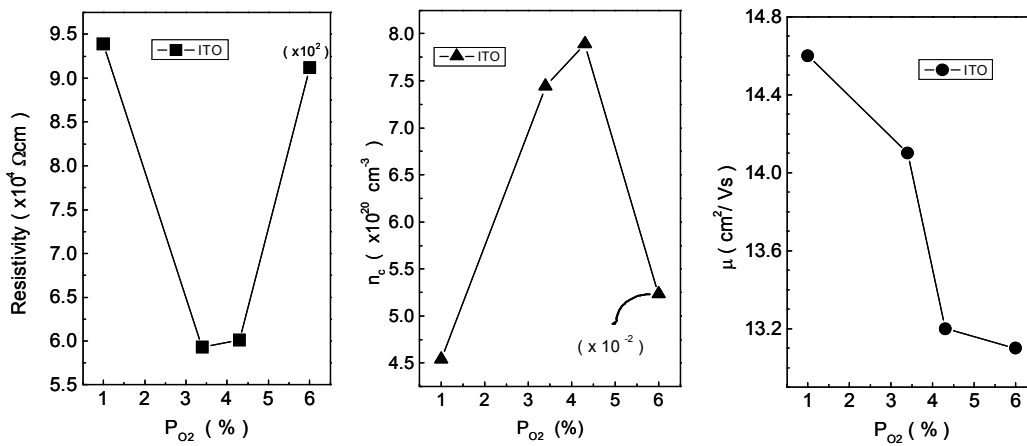 Resistivity ( x10⁴ Ωcm)
9.5
9.0
8.5
8.0
7.5
7.0
6.5
6.0
5.5
ITO
( x10²)
1 2 3 4 5 6
P_O2 ( % )
n_c ( x10²⁰ cm⁻³)
8.0
7.5
7.0
6.5
6.0
5.5
5.0
4.5
ITO
( x 10⁻²)
1 2 3 4 5 6
P_O2 (%)
μ ( cm²/ Vs)
14.8
14.4
14.0
13.6
13.2
ITO
1 2 3 4 5 6
P_O2 (%)